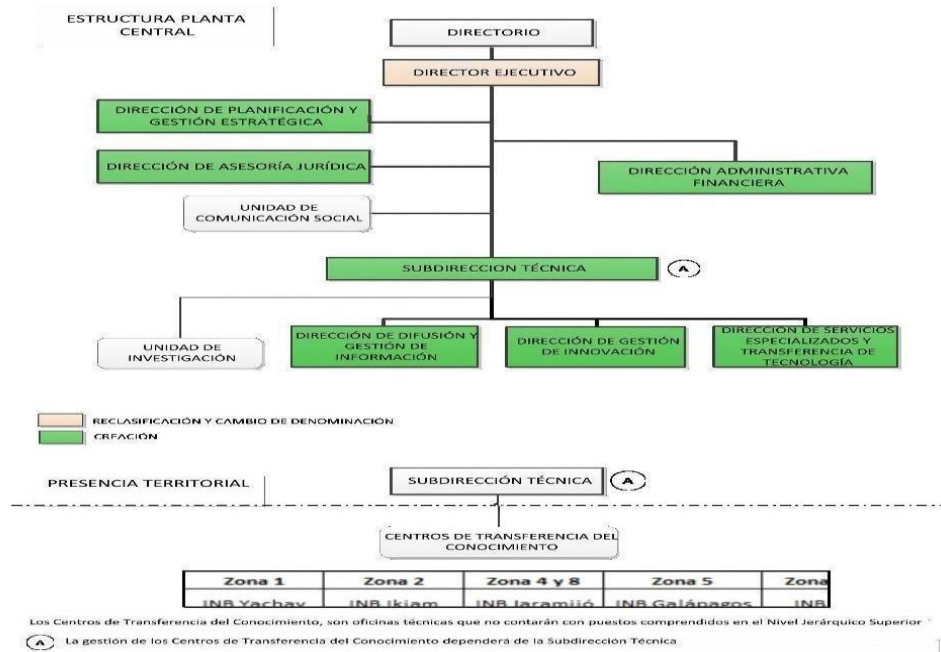 ESTRUCTURA PLANTA
CENTRAL
DIRECTORIO
DIRECTOR EJECUTIVO
DIRECCIÓN DE PLANIFICACIÓN Y
GESTIÓN ESTRATÉGICA
DIRECCIÓN DE ASESORÍA JURÍDICA
DIRECCIÓN ADMINISTRATIVA
FINANCIERA
UNIDAD DE
COMUNICACIÓN SOCIAL
SUBDIRECCION TÉCNICA
A
UNIDAD DE
INVESTIGACIÓN
DIRECCIÓN DE DIFUSIÓN Y
GESTIÓN DE
INFORMACIÓN
DIRECCIÓN DE GESTIÓN
DE INNOVACIÓN
DIRECCION DE SERVICIOS
ESPECIALIZADOS Y
TRANSFERENCIA DE
TECNOLOGÍA
RECLASIFICACIÓN Y CAMBIO DE DENOMINACIÓN
CREACIÓN
PRESENCIA TERRITORIAL
SUBDIRECCIÓN TÉCNICA
A
CENTROS DE TRANSFERENCIA DEL
CONOCIMIENTO
Zona 1 Zona 2 Zona 4 y 8 Zona 5 Zona
INB Yachay INB Ikiam INB Jaramijó INB Galápagos INB
Los Centros de Transferencia del Conocimiento, son oficinas técnicas que no contarán con puestos comprendidos en el Nivel Jerárquico Superior
A La gestión de los Centros de Transferencia del Conocimiento dependerá de la Subdirección Técnica